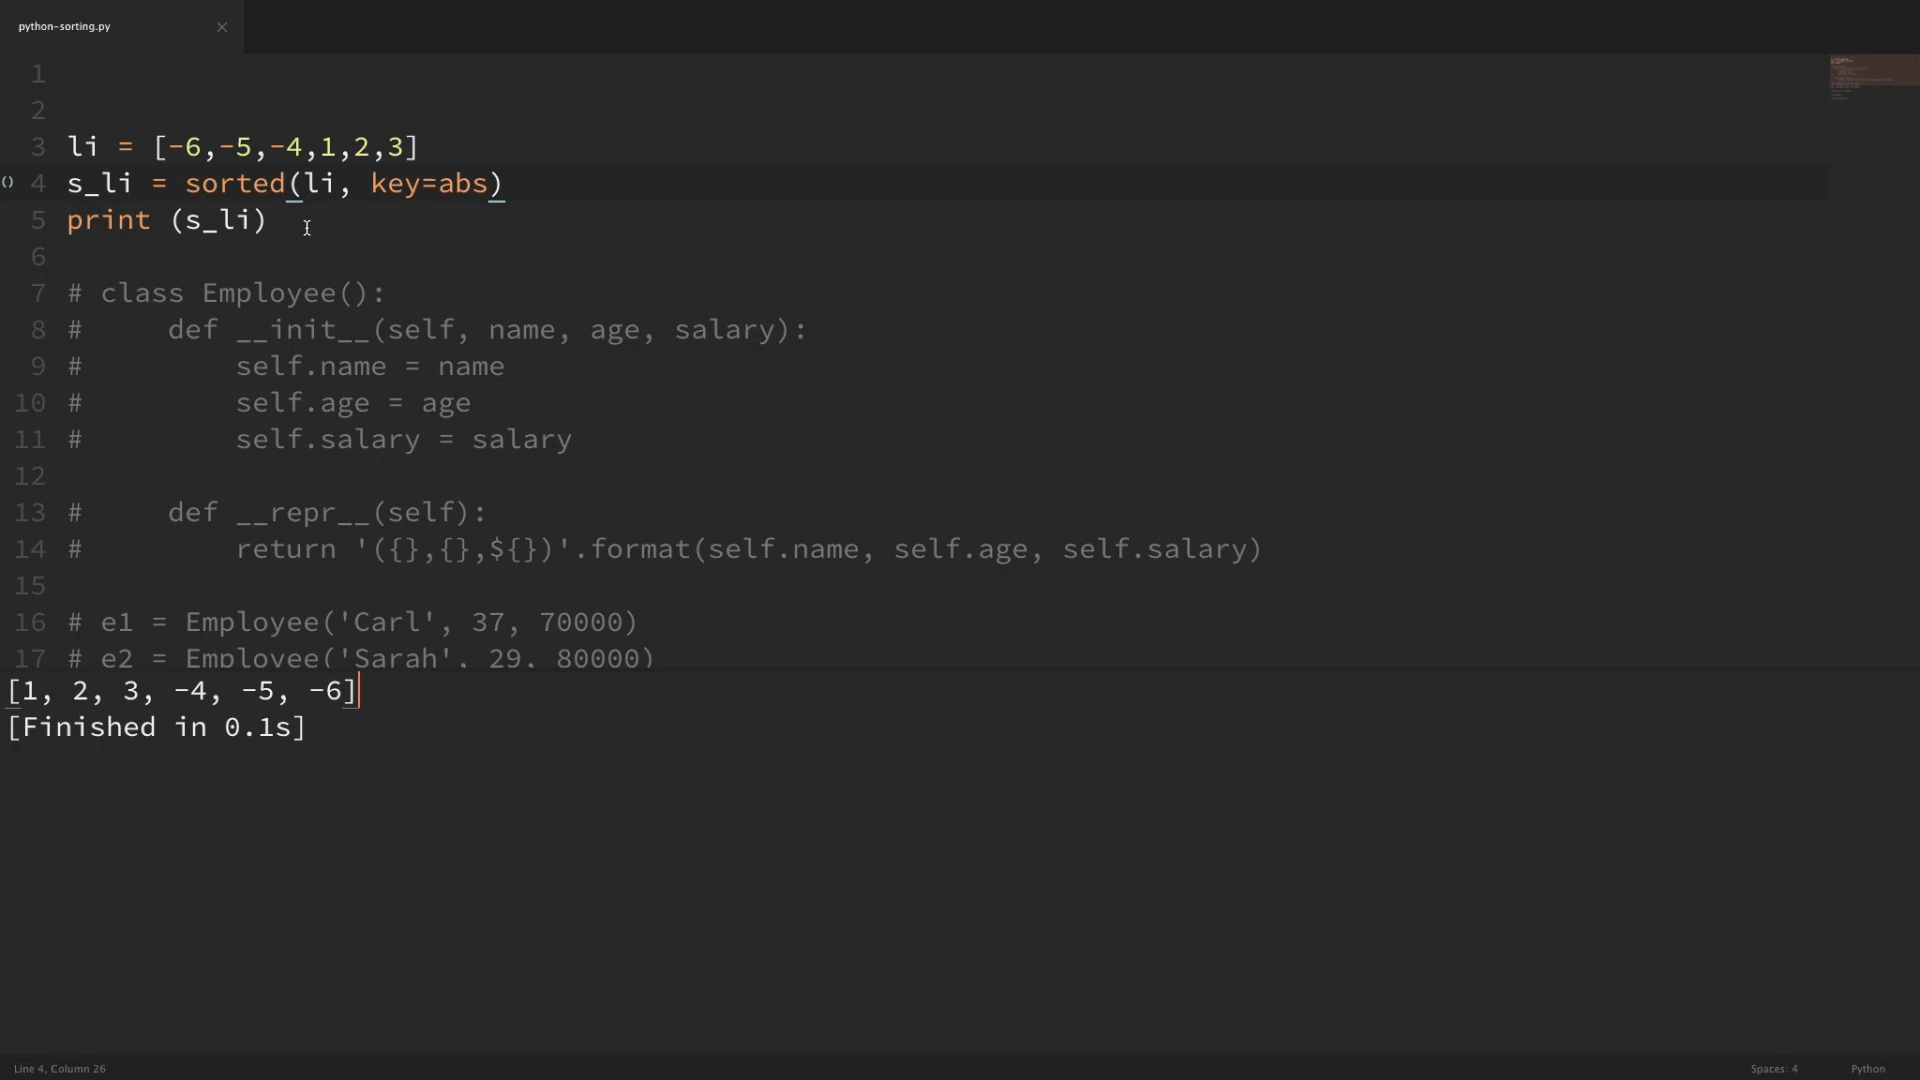 python-sorting.py ×
1
2
3 li = [-6,-5,-4,1,2,3]
() 4 s_li = sorted(li, key=abs)
5 print (s_li)
6
7 # class Employee():
8 #     def __init__(self, name, age, salary):
9 #         self.name = name
10 #         self.age = age
11 #         self.salary = salary
12
13 #     def __repr__(self):
14 #         return '({},{},${})'.format(self.name, self.age, self.salary)
15
16 # e1 = Employee('Carl', 37, 70000)
17 # e2 = Employee('Sarah', 29, 80000)
[1, 2, 3, -4, -5, -6]
[Finished in 0.1s]
Line 4, Column 26 Spaces: 4 Python